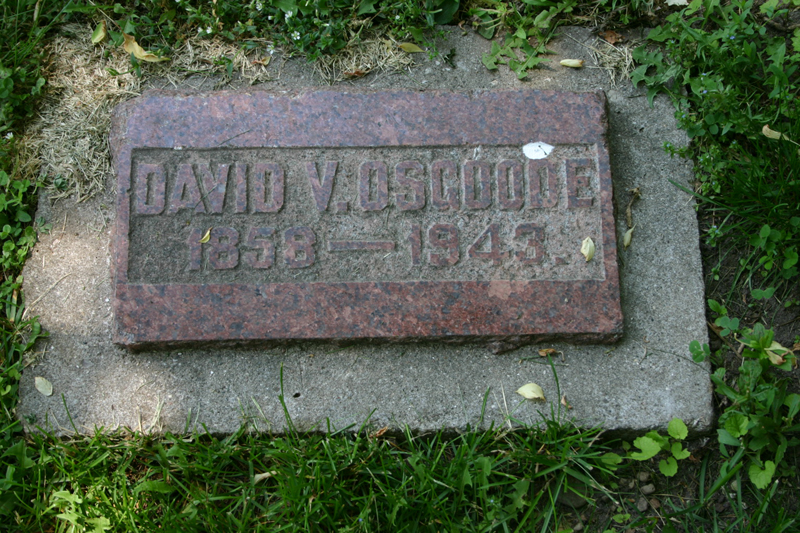 DAVID V. OSGOODE
1858 — 1943.